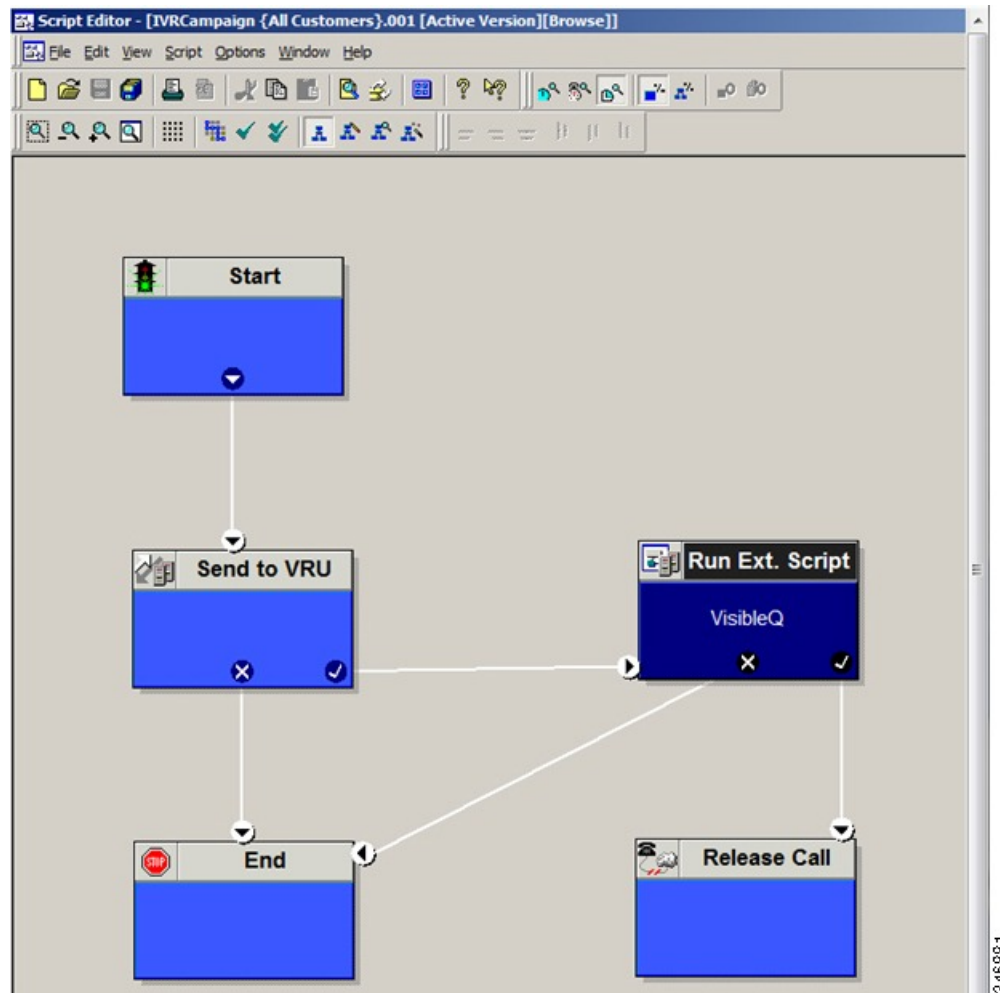 Script Editor - [IVRCampaign {All Customers}.001 [Active Version][Browse]]
File Edit View Script Options Window Help
Start
Send to VRU
Run Ext. Script
VisibleQ
End
STOP
Release Call